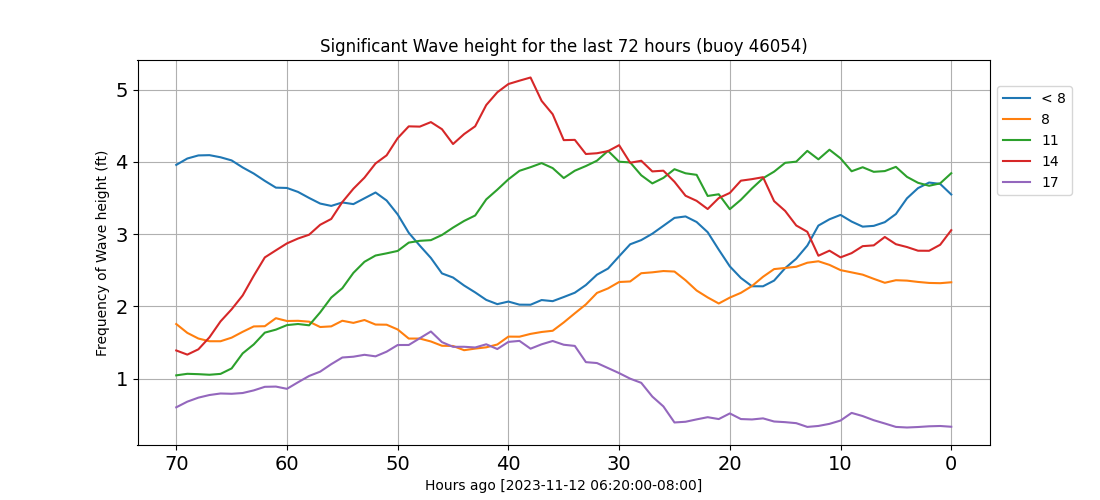 Significant Wave height for the last 72 hours (buoy 46054)
Frequency of Wave height (ft)
5
4
3
2
1
70 60 50 40 30 20 10 0
Hours ago [2023-11-12 06:20:00-08:00]
< 8
8
11
14
17